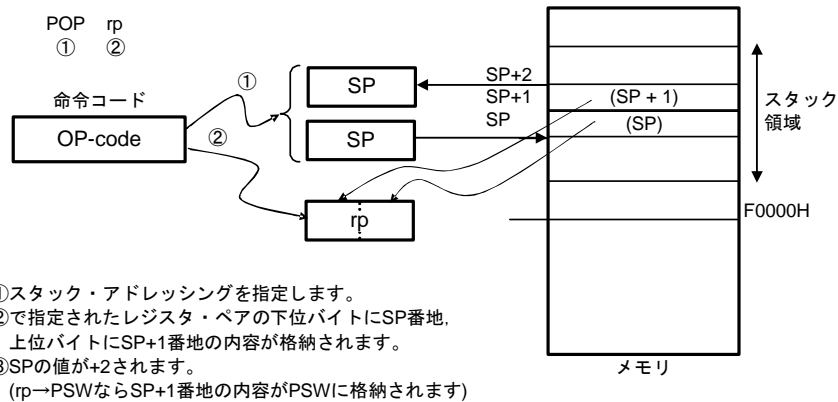 POP rp
① ②
命令コード
OP-code
①
②
SP
SP
rp
SP+2
SP+1
SP
(SP + 1)
(SP)
スタック
領域
F0000H
メモリ
①スタック・アドレッシングを指定します。
②で指定されたレジスタ・ペアの下位バイトにSP番地,
上位バイトにSP+1番地の内容が格納されます。
③SPの値が+2されます。
(rp→PSWならSP+1番地の内容がPSWに格納されます)